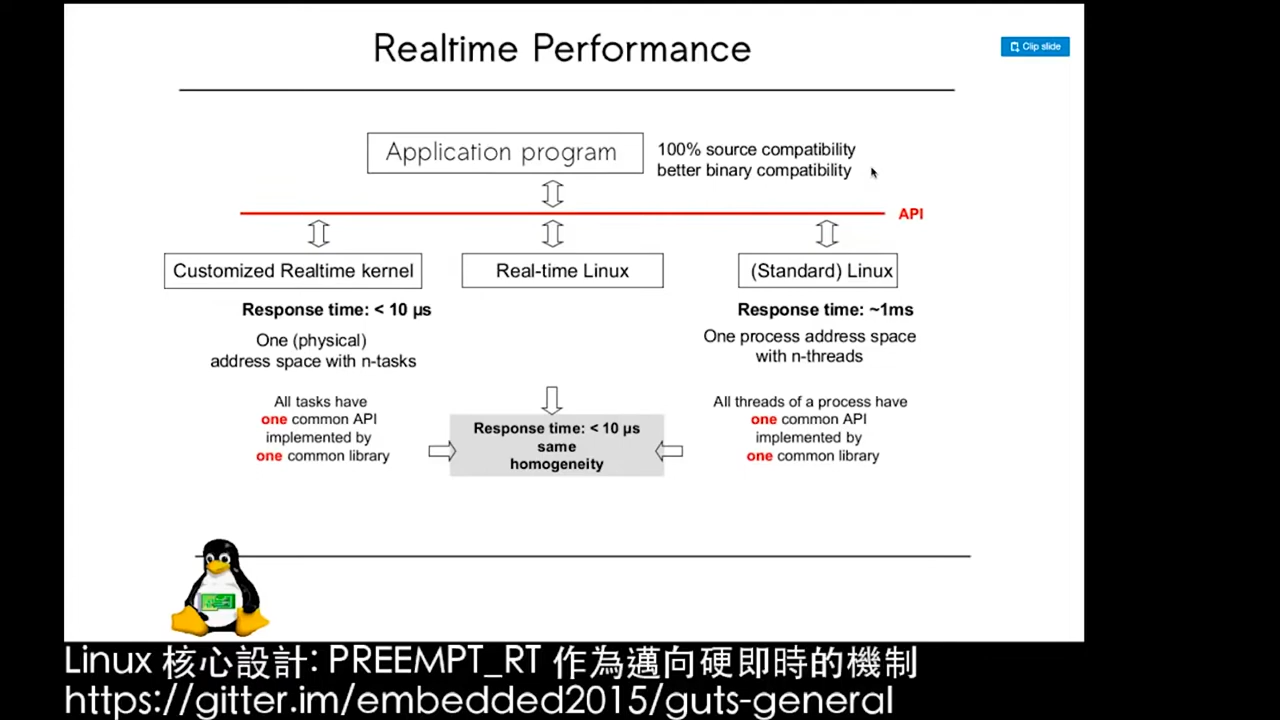 Realtime Performance
Clip slide
Application program
100% source compatibility
better binary compatibility
API
Customized Realtime kernel
Real-time Linux
(Standard) Linux
Response time: < 10 µs
One (physical)
address space with n-tasks
All tasks have
one common API
implemented by
one common library
Response time: < 10 µs
same
homogeneity
Response time: ~1ms
One process address space
with n-threads
All threads of a process have
one common API
implemented by
one common library
Linux 核心設計: PREEMPT_RT 作為邁向硬即時的機制
https://gitter.im/embedded2015/guts-general